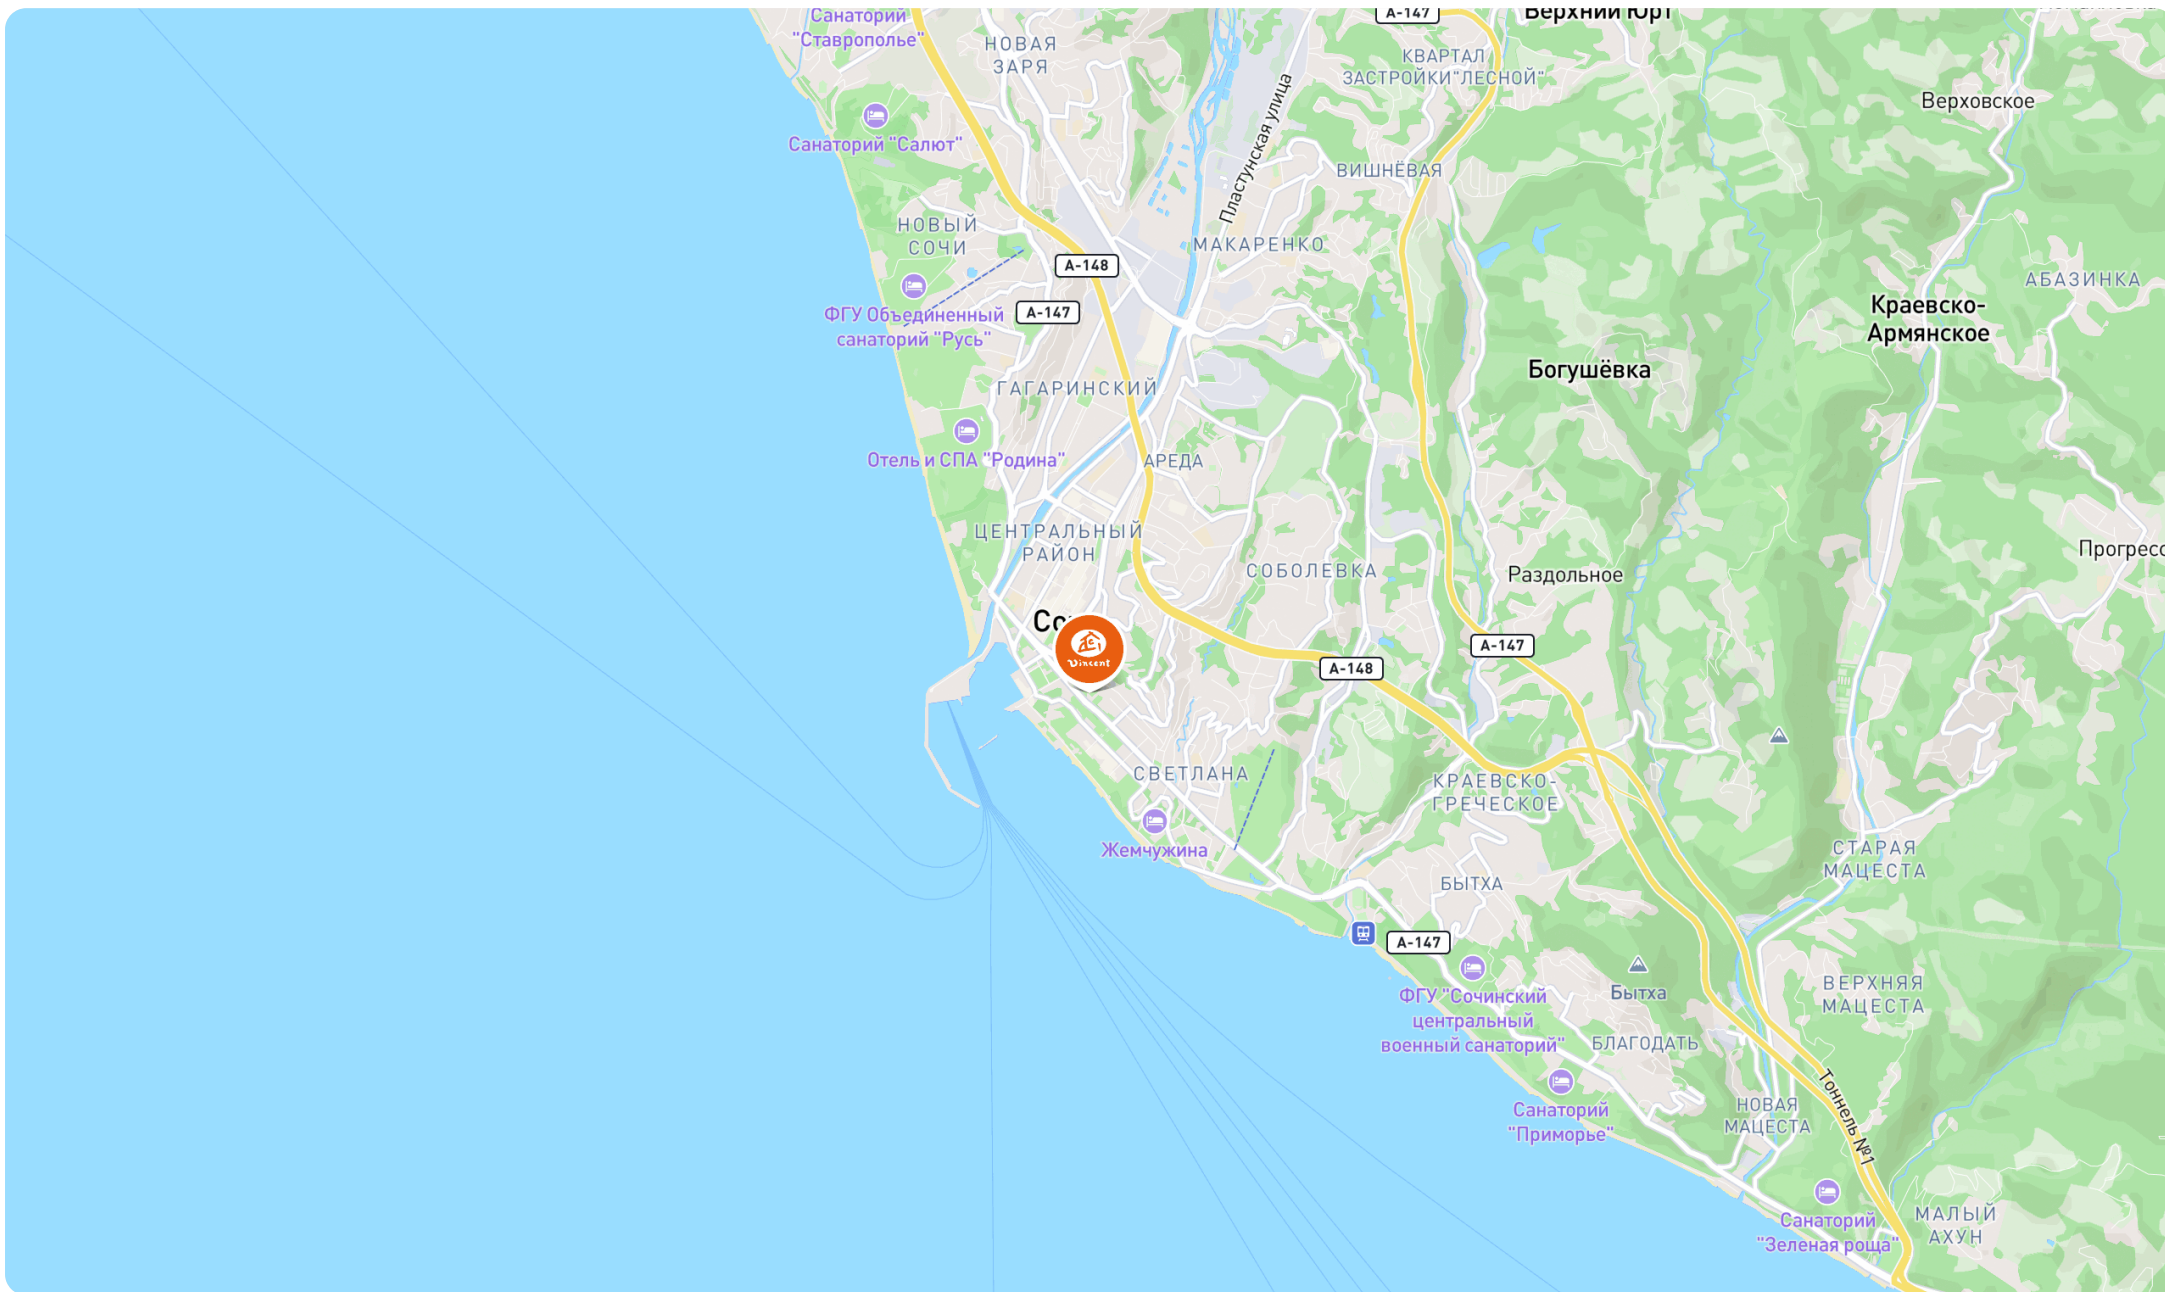 Санаторий
"Ставрополье"
НОВАЯ
ЗАРЯ
А-147
Верхний Юрт
КВАРТАЛ
ЗАСТРОЙКИ"ЛЕСНОЙ"
Верховское
Санаторий "Салют"
Пластунская улица
ВИШНЁВАЯ
НОВЫЙ
СОЧИ
МАКАРЕНКО
А-148
АБАЗИНКА
ФГУ Объединенный
санаторий "Русь"
А-147
Краевско-
Армянское
Богушёвка
ГАГАРИНСКИЙ
Отель и СПА "Родина"
АРЕДА
ЦЕНТРАЛЬНЫЙ
РАЙОН
Прогресс
СОБОЛЕВКА
Раздольное
Vincent
А-147
А-148
СВЕТЛАНА
КРАЕВСКО-
ГРЕЧЕСКОЕ
Жемчужина
СТАРАЯ
МАЦЕСТА
БЫТХА
А-147
ФГУ "Сочинский
центральный
военный санаторий"
Бытха
ВЕРХНЯЯ
МАЦЕСТА
БЛАГОДАТЬ
Санаторий
"Приморье"
НОВАЯ
МАЦЕСТА
Тоннель №1
Санаторий
"Зеленая роща"
МАЛЫЙ
АХУН